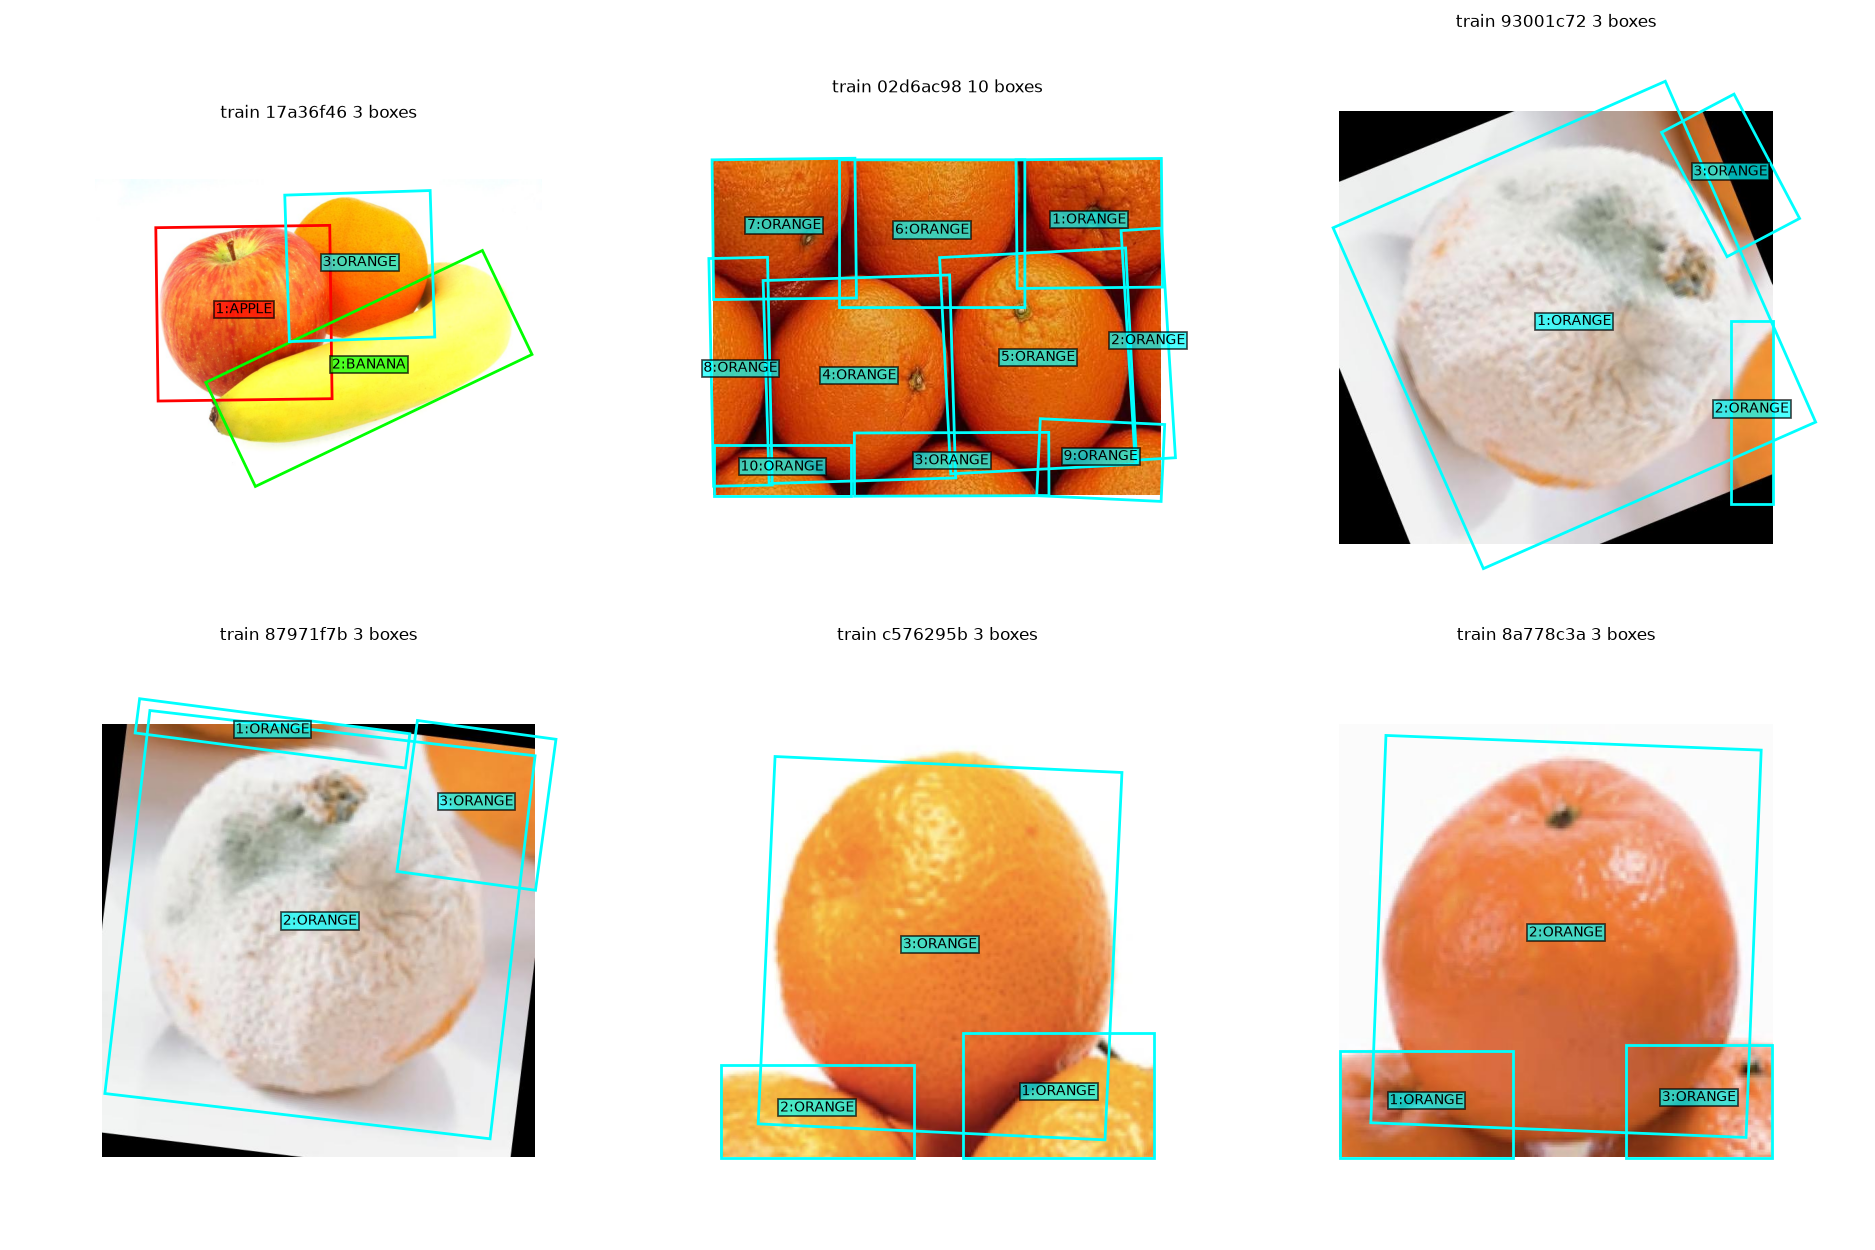 train 17a36f46 3 boxes
1:APPLE
3:ORANGE
2:BANANA
train 02d6ac98 10 boxes
7:ORANGE
6:ORANGE
1:ORANGE
8:ORANGE
4:ORANGE
5:ORANGE
2:ORANGE
10:ORANGE
3:ORANGE
9:ORANGE
train 93001c72 3 boxes
3:ORANGE
1:ORANGE
2:ORANGE
train 87971f7b 3 boxes
1:ORANGE
3:ORANGE
2:ORANGE
train c576295b 3 boxes
3:ORANGE
1:ORANGE
2:ORANGE
train 8a778c3a 3 boxes
2:ORANGE
1:ORANGE
3:ORANGE